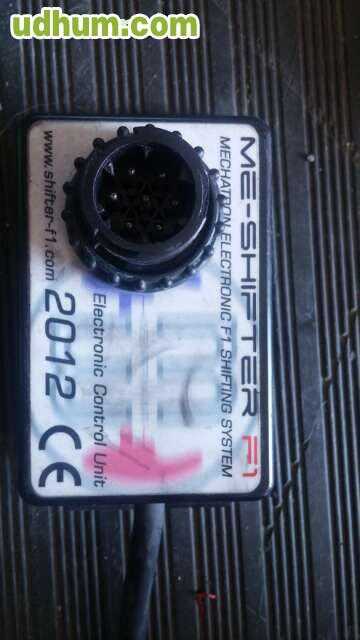 udhum.com
ME-SHIFTER F1
MECHATRON ELECTRONIC F1 SHIFTING SYSTEM
Electronic Control Unit
2012 CE
www.shifter-f1.com